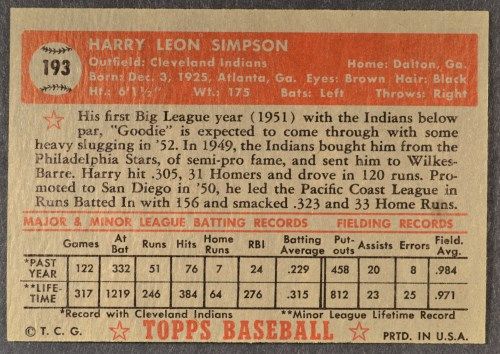 193
HARRY LEON SIMPSON
Outfield: Cleveland Indians Home: Dalton, Ga.
Born: Dec. 3, 1925, Atlanta, Ga. Eyes: Brown Hair: Black
Hgt.: 6'1½" Wt.: 175 Bats: Left Throws: Right
His first Big League year (1951) with the Indians below
par, "Goodie" is expected to come through with some
heavy slugging in '52. In 1949, the Indians bought him from the
Philadelphia Stars, of semi-pro fame, and sent him to Wilkes-
Barre. Harry hit .305, 31 Homers and drove in 120 runs. Pro-
moted to San Diego in '50, he led the Pacific Coast League in
Runs Batted In with 156 and smacked .323 and 33 Home Runs.
MAJOR & MINOR LEAGUE BATTING RECORDS FIELDING RECORDS
Games At Bat Runs Hits Home Runs RBI Batting Average Put-outs Assists Errors Field. Avg.
*PAST YEAR 122 332 51 76 7 24 .229 458 20 8 .984
**LIFE-TIME 317 1219 246 384 64 246 .315 812 23 25 .971
*Record with Cleveland Indians **Minor League Lifetime Record
© T. C. G. TOPPS BASEBALL PRTD. IN U.S.A.